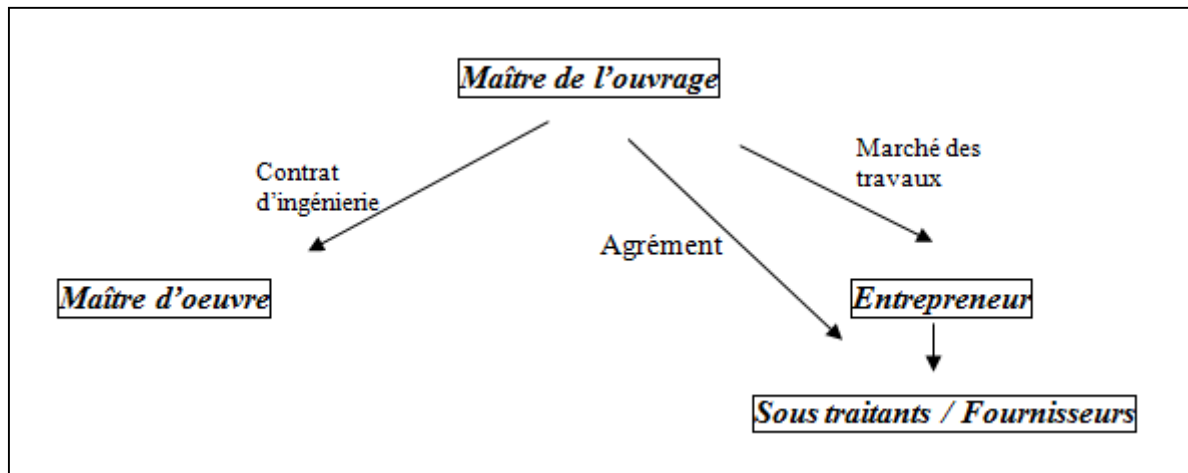 Maître de l'ouvrage
Contrat
d'ingénierie
Marché des
travaux
Agrément
Maître d'oeuvre
Entrepreneur
Sous traitants / Fournisseurs